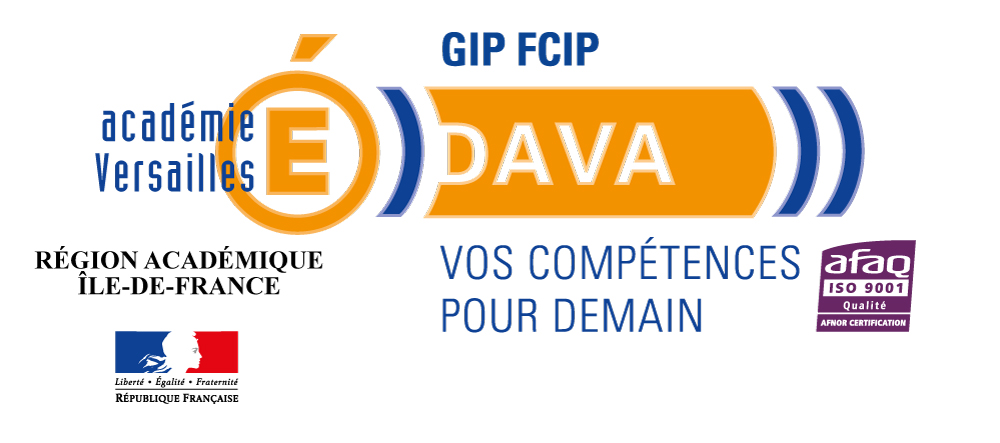 GIP FCIP
académie
Versailles
É
DAVA
RÉGION ACADÉMIQUE
ÎLE-DE-FRANCE
VOS COMPÉTENCES
POUR DEMAIN
afaq
ISO 9001
Qualité
AFNOR CERTIFICATION
Liberté • Égalité • Fraternité
RÉPUBLIQUE FRANÇAISE